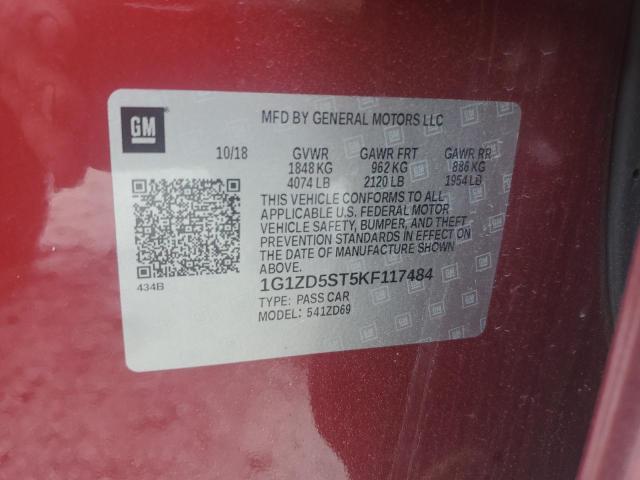 GM
MFD BY GENERAL MOTORS LLC
10/18 GVWR GAWR FRT GAWR RR
1848 KG 962 KG 886 KG
4074 LB 2120 LB 1954 LB
THIS VEHICLE CONFORMS TO ALL
APPLICABLE U.S. FEDERAL MOTOR
VEHICLE SAFETY, BUMPER, AND THEFT
PREVENTION STANDARDS IN EFFECT ON
THE DATE OF MANUFACTURE SHOWN
ABOVE.
434B
1G1ZD5ST5KF117484
TYPE: PASS CAR
MODEL: 541ZD69